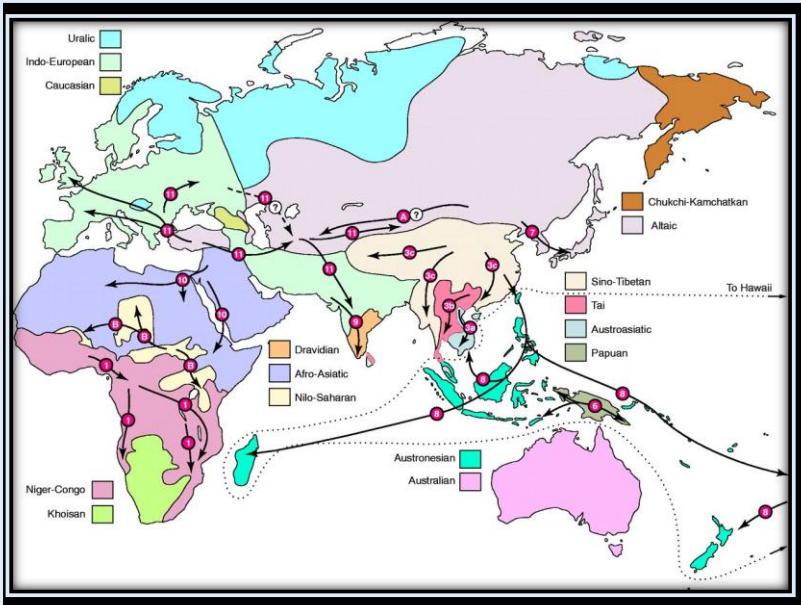 Uralic
Indo-European
Caucasian
11
11
?
A
?
11
11
11
11
7
Chukchi-Kamchatkan
Altaic
3c
3c
3c
3b
3a
Sino-Tibetan
Tai
Austroasiatic
Papuan
To Hawaii
10
10
B
B
B
9
Dravidian
Afro-Asiatic
Nilo-Saharan
1
1
1
1
8
8
8
6
8
Austronesian
Australian
Niger-Congo
Khoisan